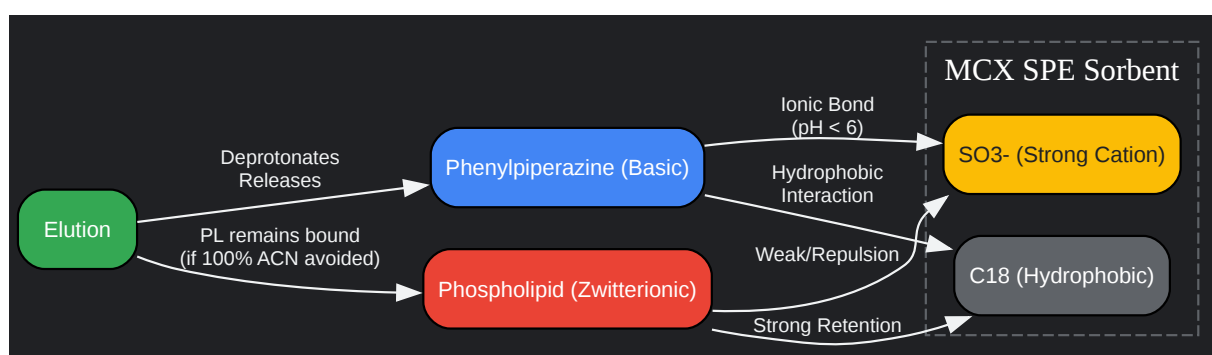 MCX SPE Sorbent
Ionic Bond
(pH < 6)
SO3- (Strong Cation)
Deprotonates
Releases
Phenylpiperazine (Basic)
Hydrophobic
Interaction
Elution
PL remains bound
(if 100% ACN avoided)
Weak/Repulsion
C18 (Hydrophobic)
Phospholipid (Zwitterionic)
Strong Retention